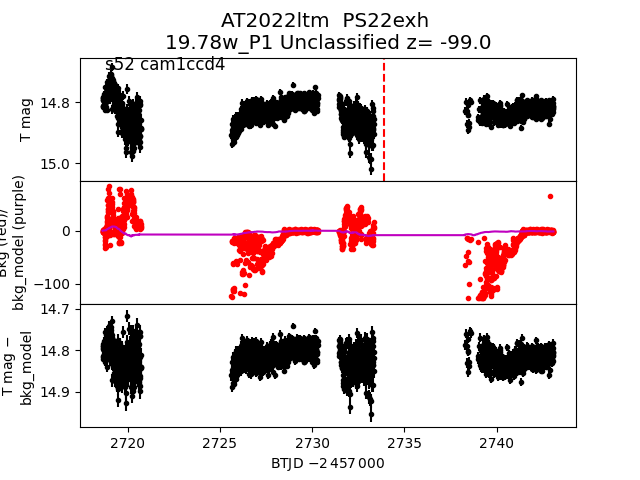 AT2022ltm  PS22exh
19.78w_P1 Unclassified z= -99.0
s52 cam1ccd4
T mag
14.8
15.0
Bkg (red)/
bkg_model (purple)
0
−100
T mag −
bkg_model
14.7
14.8
14.9
2720
2725
2730
2735
2740
BTJD −2 457 000